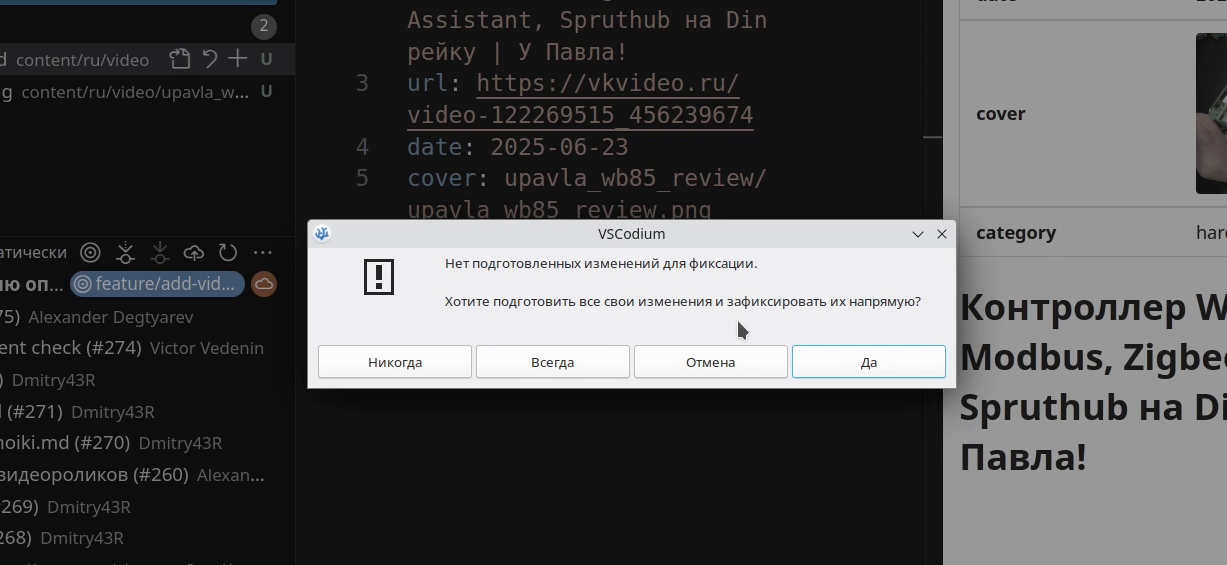 2
d content/ru/video U
g content/ru/video/upavla_w... U
Assistant, Spruthub на Din
рейку | У Павла!
3 url: https://vkvideo.ru/
video-122269515_456239674
4 date: 2025-06-23
5 cover: upavla_wb85_review/
upavla_wb85_review.png
cover
category hard
VSCodium
Нет подготовленных изменений для фиксации.
Хотите подготовить все свои изменения и зафиксировать их напрямую?
Никогда Всегда Отмена Да
атически
ю оп... feature/add-vid...
75) Alexander Degtyarev
ent check (#274) Victor Vedenin
) Dmitry43R
l (#271) Dmitry43R
noiki.md (#270) Dmitry43R
видеороликов (#260) Alexan...
#269) Dmitry43R
268) Dmitry43R
Контроллер W
Modbus, Zigbe
Spruthub на Di
Павла!